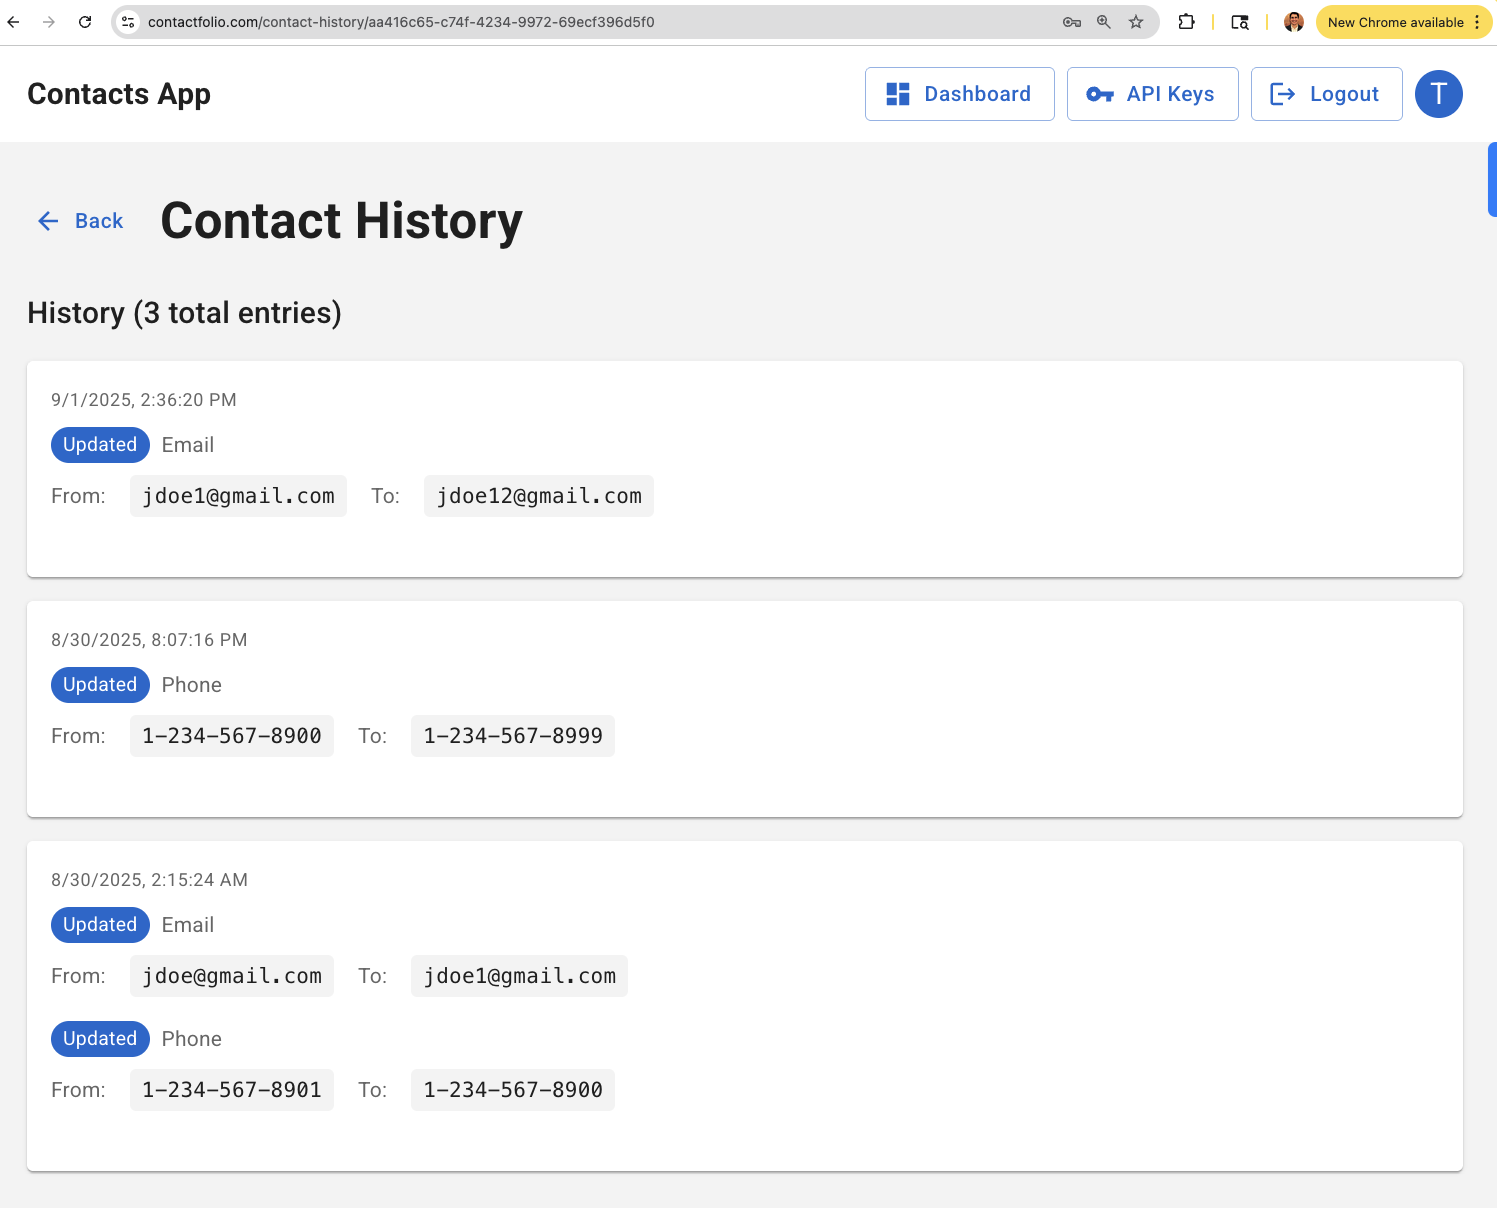 contactfolio.com/contact-history/aa416c65-c74f-4234-9972-69ecf396d5f0
New Chrome available
Contacts App
Dashboard
API Keys
Logout
T
Back
Contact History
History (3 total entries)
9/1/2025, 2:36:20 PM
Updated Email
From: jdoe1@gmail.com To: jdoe12@gmail.com
8/30/2025, 8:07:16 PM
Updated Phone
From: 1-234-567-8900 To: 1-234-567-8999
8/30/2025, 2:15:24 AM
Updated Email
From: jdoe@gmail.com To: jdoe1@gmail.com
Updated Phone
From: 1-234-567-8901 To: 1-234-567-8900